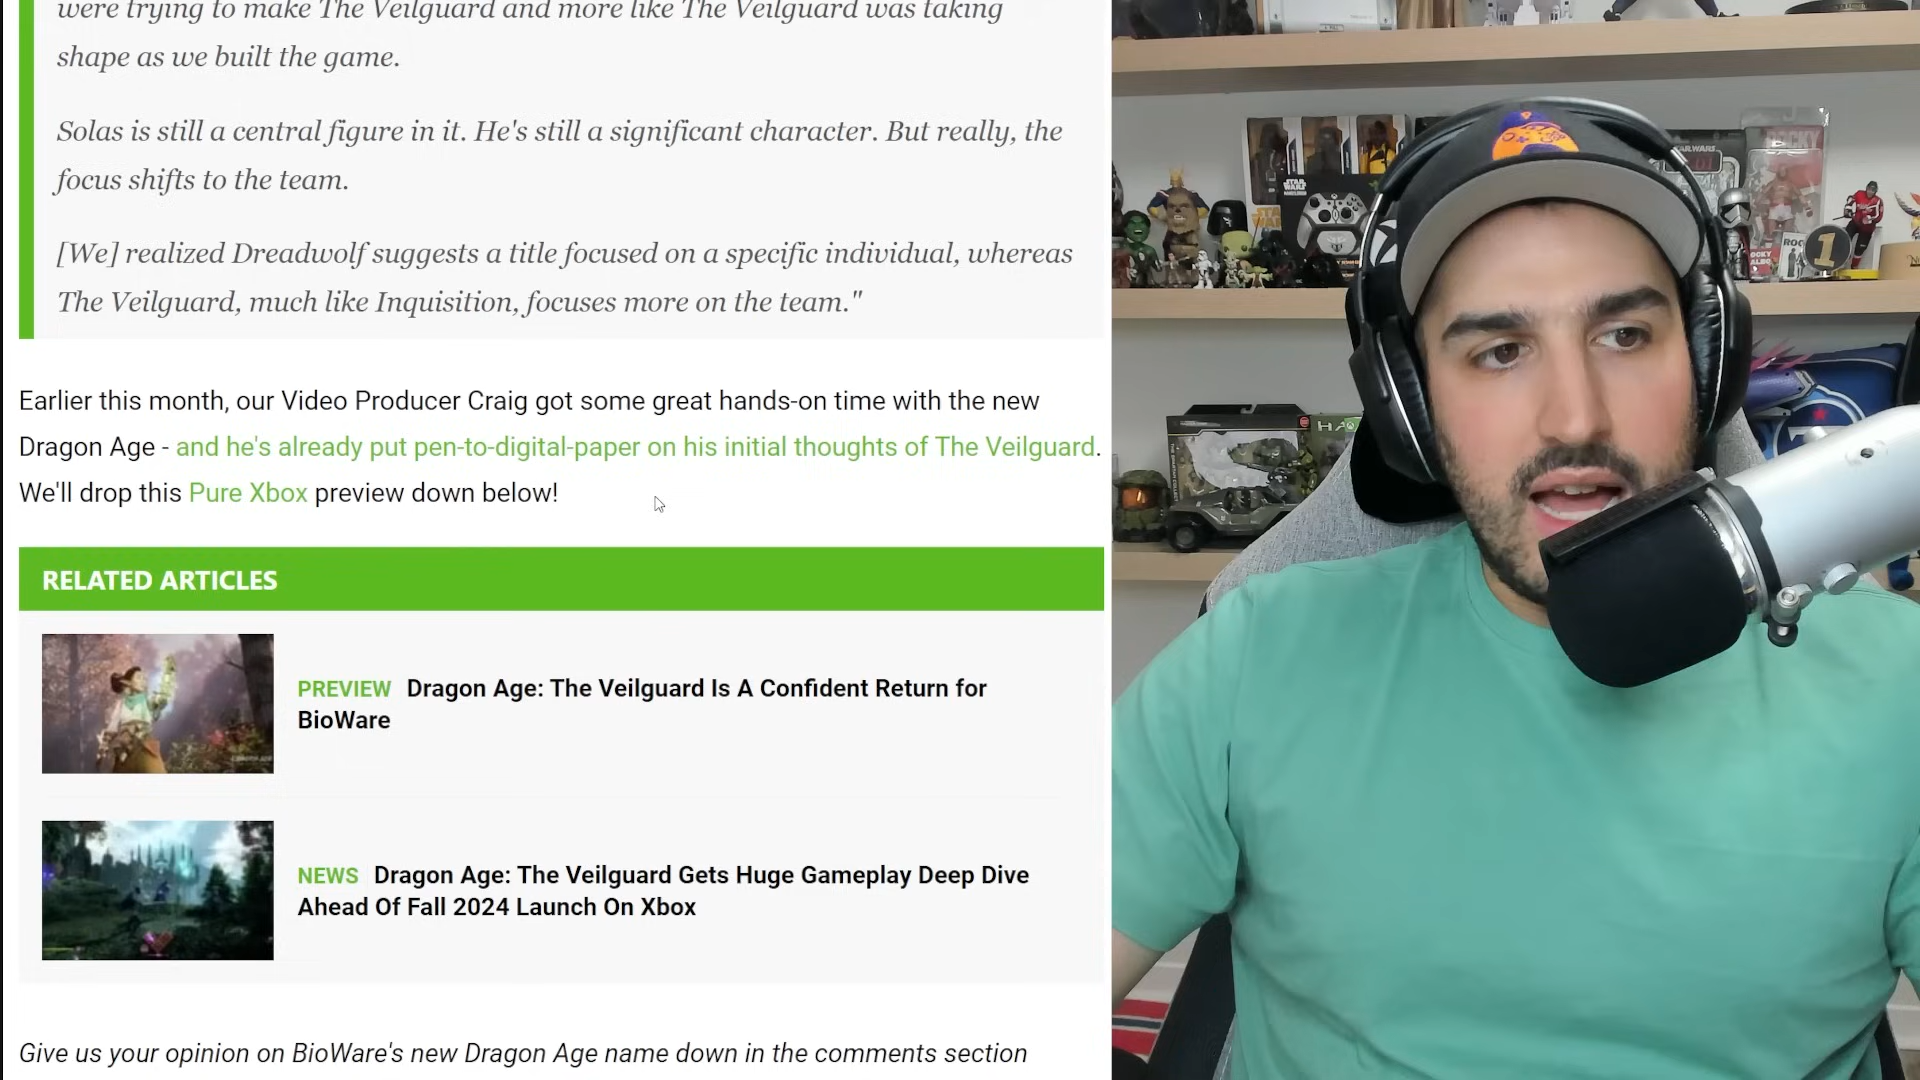 were trying to make The Veilguard and more like The Veilguard was taking
shape as we built the game.
Solas is still a central figure in it. He's still a significant character. But really, the
focus shifts to the team.
[We] realized Dreadwolf suggests a title focused on a specific individual, whereas
The Veilguard, much like Inquisition, focuses more on the team."
Earlier this month, our Video Producer Craig got some great hands-on time with the new
Dragon Age - and he's already put pen-to-digital-paper on his initial thoughts of The Veilguard.
We'll drop this Pure Xbox preview down below!
RELATED ARTICLES
PREVIEW Dragon Age: The Veilguard Is A Confident Return for
BioWare
NEWS Dragon Age: The Veilguard Gets Huge Gameplay Deep Dive
Ahead Of Fall 2024 Launch On Xbox
Give us your opinion on BioWare's new Dragon Age name down in the comments section
STAR
WARS
STAR WARS
ROCKY
1